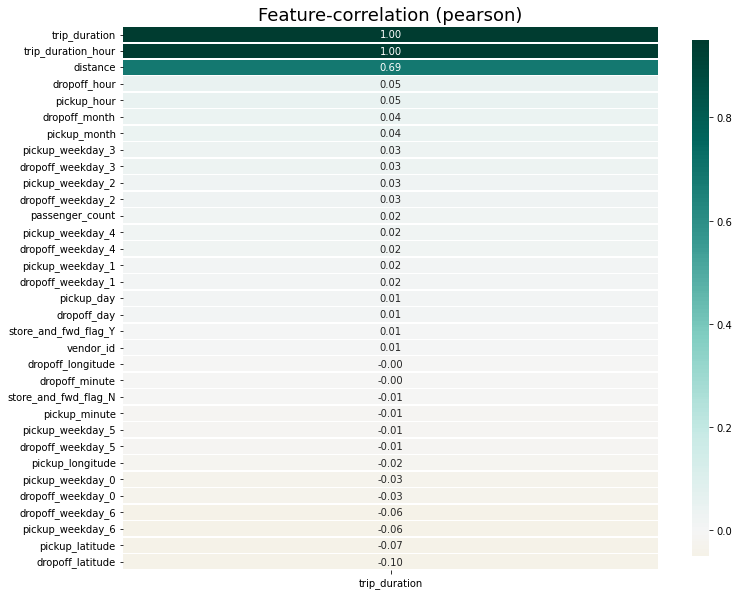 Feature-correlation (pearson)
trip_duration 1.00
trip_duration_hour 1.00
distance 0.69
dropoff_hour 0.05
pickup_hour 0.05
dropoff_month 0.04
pickup_month 0.04
pickup_weekday_3 0.03
dropoff_weekday_3 0.03
pickup_weekday_2 0.03
dropoff_weekday_2 0.03
passenger_count 0.02
pickup_weekday_4 0.02
dropoff_weekday_4 0.02
pickup_weekday_1 0.02
dropoff_weekday_1 0.02
pickup_day 0.01
dropoff_day 0.01
store_and_fwd_flag_Y 0.01
vendor_id 0.01
dropoff_longitude -0.00
dropoff_minute -0.00
store_and_fwd_flag_N -0.01
pickup_minute -0.01
pickup_weekday_5 -0.01
dropoff_weekday_5 -0.01
pickup_longitude -0.02
pickup_weekday_0 -0.03
dropoff_weekday_0 -0.03
dropoff_weekday_6 -0.06
pickup_weekday_6 -0.06
pickup_latitude -0.07
dropoff_latitude -0.10
trip_duration
0.8
0.6
0.4
0.2
0.0